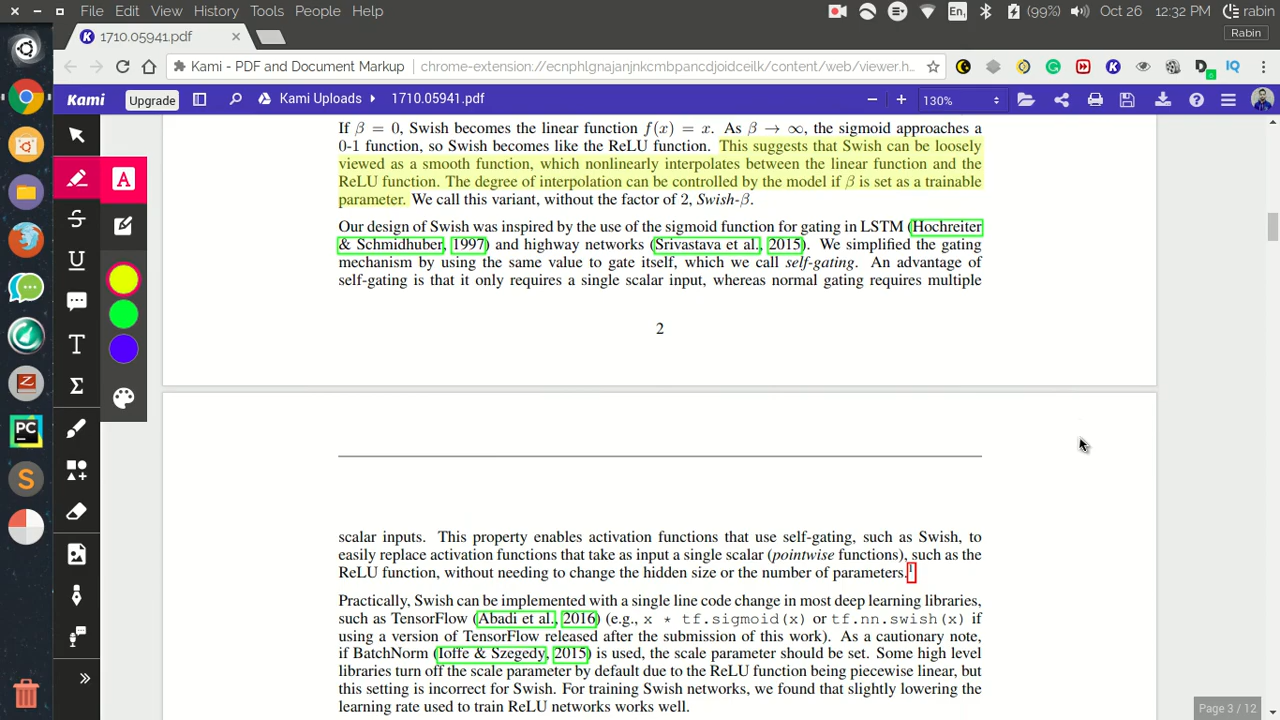 File Edit View History Tools People Help
En, (99%) Oct 26 12:32 PM rabin
1710.05941.pdf
Rabin
Kami - PDF and Document Markup chrome-extension://ecnphlgnajanjnkcmbpancdjoidceilk/content/web/viewer.h...
Kami Upgrade Kami Uploads 1710.05941.pdf 130%
If β = 0, Swish becomes the linear function f(x) = x. As β → ∞, the sigmoid approaches a
0-1 function, so Swish becomes like the ReLU function. This suggests that Swish can be loosely
viewed as a smooth function, which nonlinearly interpolates between the linear function and the
ReLU function. The degree of interpolation can be controlled by the model if β is set as a trainable
parameter. We call this variant, without the factor of 2, Swish-β.
Our design of Swish was inspired by the use of the sigmoid function for gating in LSTM (Hochreiter
& Schmidhuber, 1997) and highway networks (Srivastava et al., 2015). We simplified the gating
mechanism by using the same value to gate itself, which we call self-gating. An advantage of
self-gating is that it only requires a single scalar input, whereas normal gating requires multiple
2
scalar inputs. This property enables activation functions that use self-gating, such as Swish, to
easily replace activation functions that take as input a single scalar (pointwise functions), such as the
ReLU function, without needing to change the hidden size or the number of parameters.1
Practically, Swish can be implemented with a single line code change in most deep learning libraries,
such as TensorFlow (Abadi et al., 2016) (e.g., x * tf.sigmoid(x) or tf.nn.swish(x) if
using a version of TensorFlow released after the submission of this work). As a cautionary note,
if BatchNorm (Ioffe & Szegedy, 2015) is used, the scale parameter should be set. Some high level
libraries turn off the scale parameter by default due to the ReLU function being piecewise linear, but
this setting is incorrect for Swish. For training Swish networks, we found that slightly lowering the
learning rate used to train ReLU networks works well.
Page 3 / 12